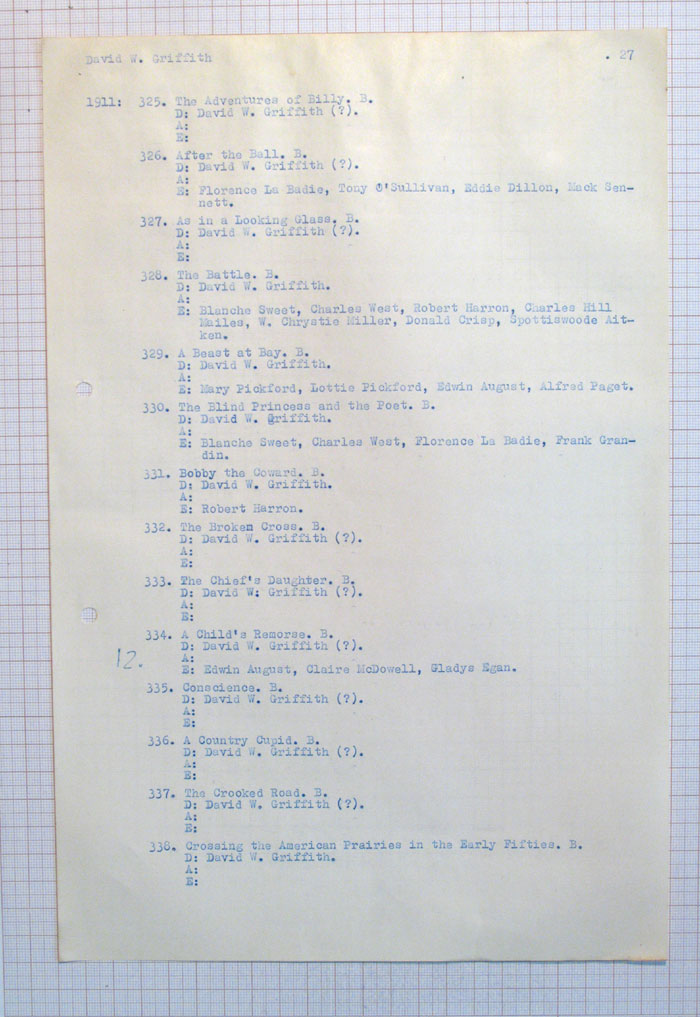 David W. Griffith . 27
1911: 325. The Adventures of Billy. B.
D: David W. Griffith (?).
A:
E:
326. After the Ball. B.
D: David W. Griffith (?).
A:
E: Florence La Badie, Tony O'Sullivan, Eddie Dillon, Mack Sen-
nett.
327. As in a Looking Glass. B.
D: David W. Griffith (?).
A:
E:
328. The Battle. B.
D: David W. Griffith.
A:
E: Blanche Sweet, Charles West, Robert Harron, Charles Hill
Mailes, W. Chrystie Miller, Donald Crisp, Spottiswoode Ait-
ken.
329. A Beast at Bay. B.
D: David W. Griffith.
A:
E: Mary Pickford, Lottie Pickford, Edwin August, Alfred Paget.
330. The Blind Princess and the Poet. B.
D: David W. Griffith.
A:
E: Blanche Sweet, Charles West, Florence La Badie, Frank Gran-
din.
331. Bobby the Coward. B.
D: David W. Griffith.
A:
E: Robert Harron.
332. The Broken Cross. B.
D: David W. Griffith (?).
A:
E:
333. The Chief's Daughter. B.
D: David W: Griffith (?).
A:
E:
334. A Child's Remorse. B.
D: David W. Griffith (?).
12. A:
E: Edwin August, Claire McDowell, Gladys Egan.
335. Conscience. B.
D: David W. Griffith (?).
A:
E:
336. A Country Cupid. B.
D: David W. Griffith (?).
A:
E:
337. The Crooked Road. B.
D: David W. Griffith (?).
A:
E:
338. Crossing the American Prairies in the Early Fifties. B.
D: David W. Griffith.
A:
E: